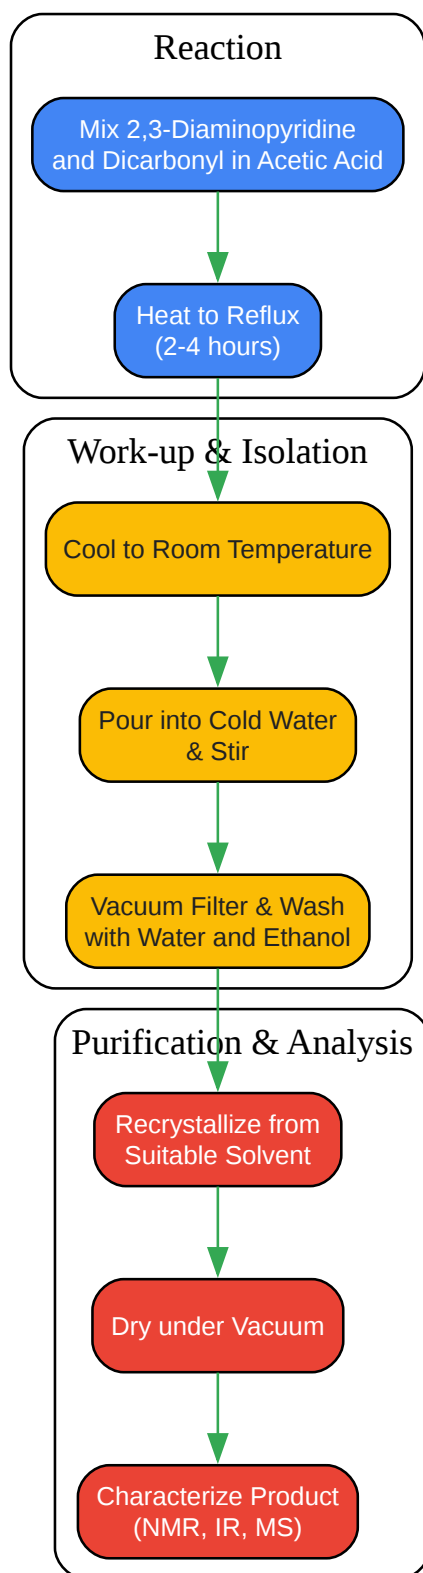 Reaction
Mix 2,3-Diaminopyridine
and Dicarbonyl in Acetic Acid
Heat to Reflux
(2-4 hours)
Work-up & Isolation
Cool to Room Temperature
Pour into Cold Water
& Stir
Vacuum Filter & Wash
with Water and Ethanol
Purification & Analysis
Recrystallize from
Suitable Solvent
Dry under Vacuum
Characterize Product
(NMR, IR, MS)